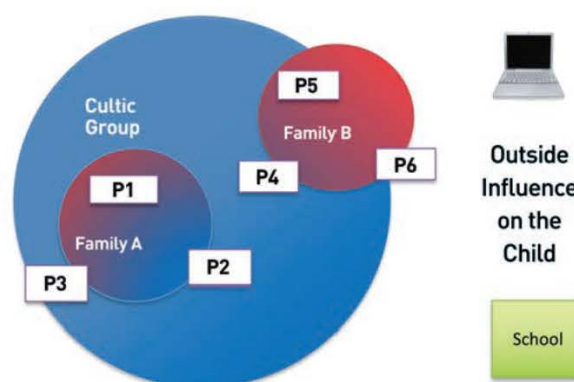 Cultic
Group
P1
Family A
P3
P2
P5
Family B
P4
P6
Outside
Influence
on the
Child
School